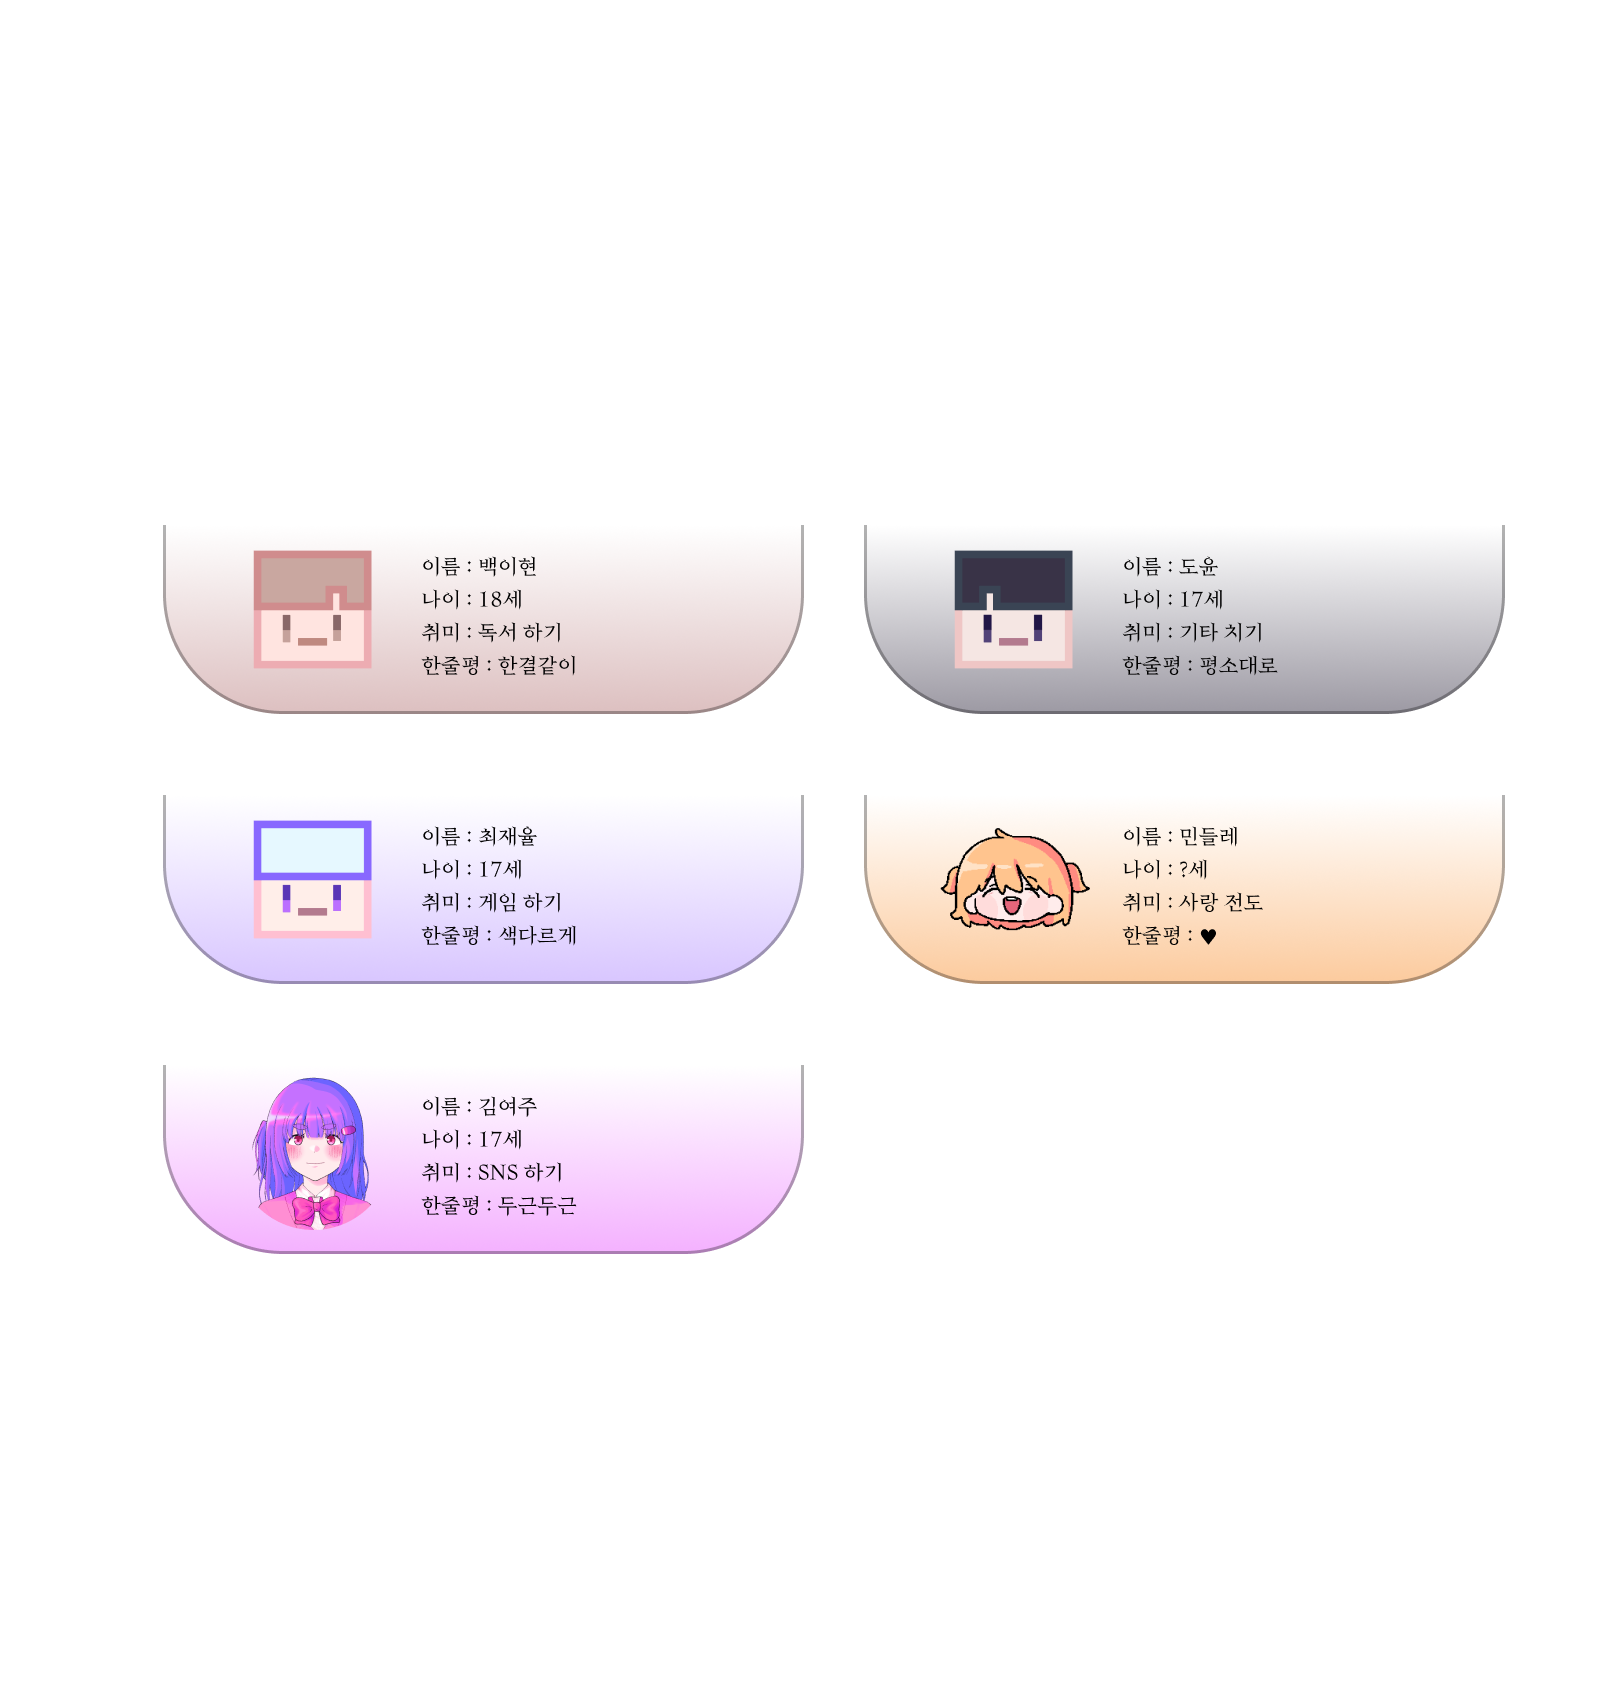 이름 : 백이현
나이 : 18세
취미 : 독서 하기
한줄평 : 한결같이
이름 : 도윤
나이 : 17세
취미 : 기타 치기
한줄평 : 평소대로
이름 : 최재율
나이 : 17세
취미 : 게임 하기
한줄평 : 색다르게
이름 : 민들레
나이 : ?세
취미 : 사랑 전도
한줄평 : ♥
이름 : 김여주
나이 : 17세
취미 : SNS 하기
한줄평 : 두근두근